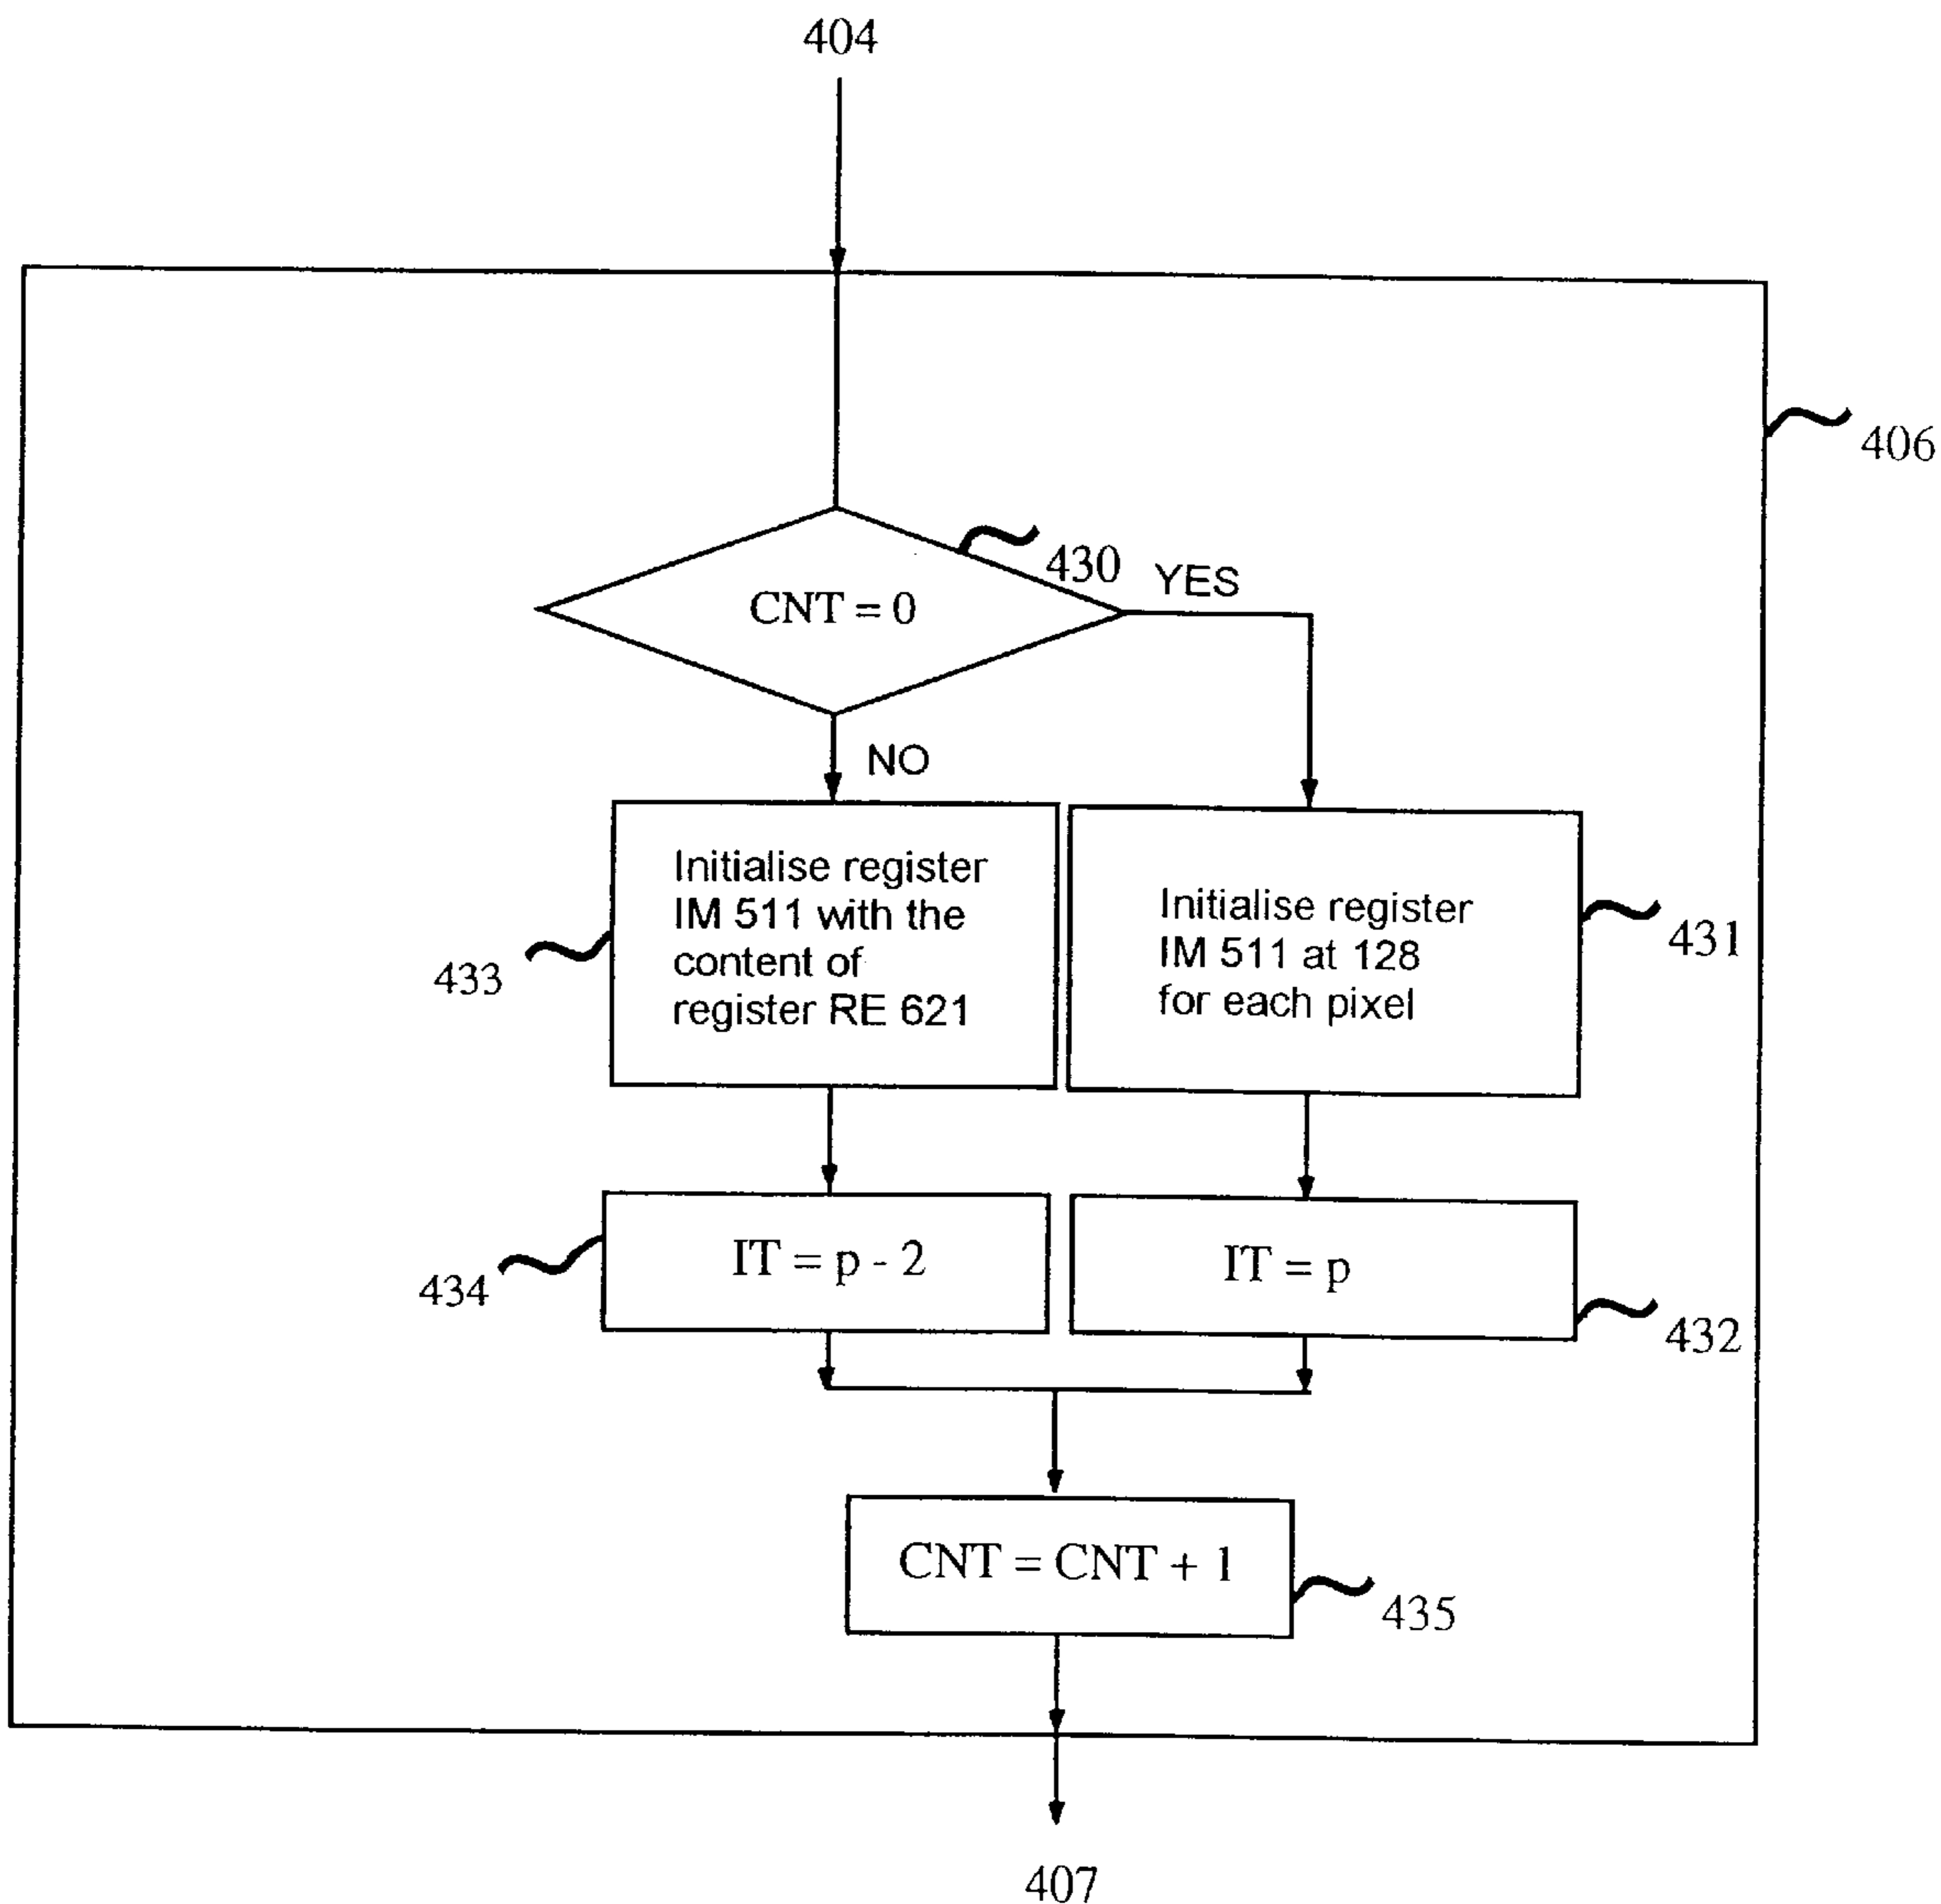 404
406
430
YES
CNT = 0
NO
Initialise register
IM 511 with the
content of
register RE 621
433
Initialise register
IM 511 at 128
for each pixel
431
IT = p - 2
434
IT = p
432
CNT = CNT + 1
435
407